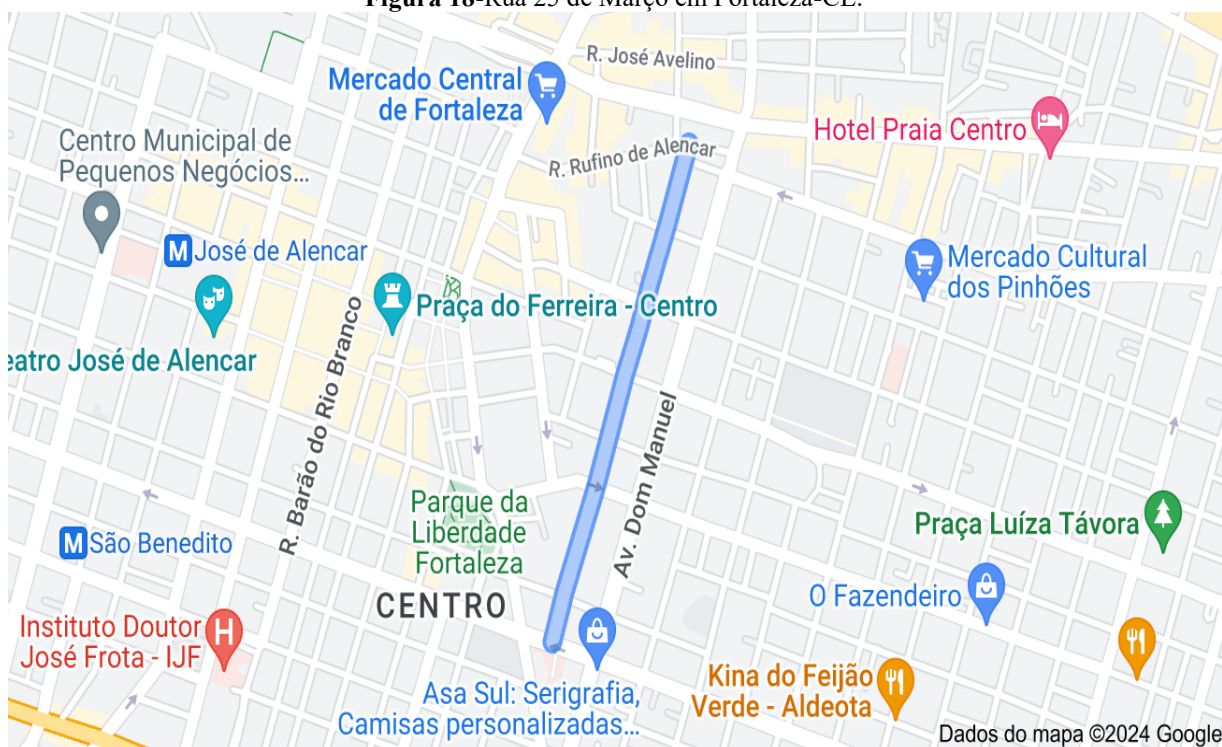 Figura 18-Rua 25 de Março em Fortaleza-CE.
R. José Avelino
Mercado Central
de Fortaleza
Hotel Praia Centro
Centro Municipal de
Pequenos Negócios...
R. Rufino de Alencar
M José de Alencar
Mercado Cultural
dos Pinhões
Praça do Ferreira - Centro
eatro José de Alencar
R. Barão do Rio Branco
Av. Dom Manuel
Parque da
Liberdade
Fortaleza
Praça Luíza Távora
M São Benedito
O Fazendeiro
CENTRO
Instituto Doutor
José Frota - IJF
H
Kina do Feijão
Verde - Aldeota
Asa Sul: Serigrafia,
Camisas personalizadas...
Dados do mapa ©2024 Google